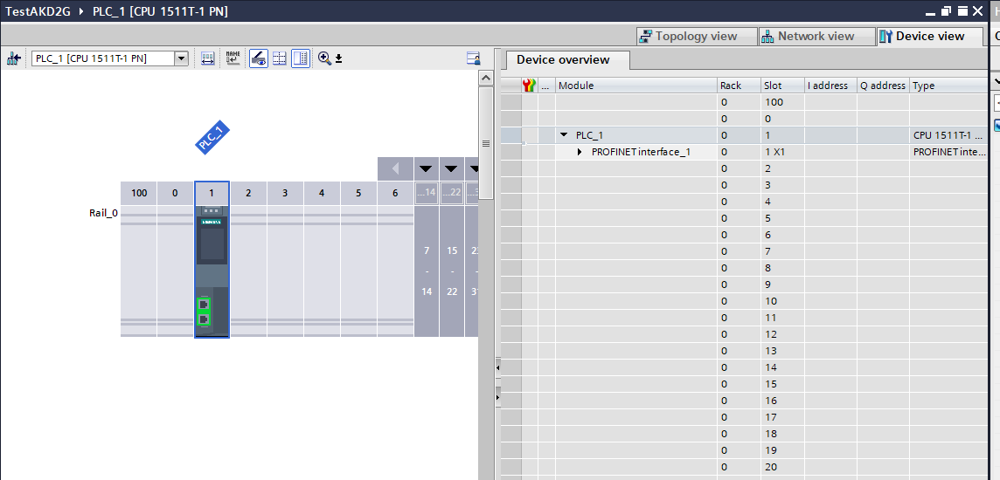 TestAKD2G PLC_1 [CPU 1511T-1 PN]
Topology view Network view Device view
PLC_1 [CPU 1511T-1 PN]
NAME
Device overview
... Module Rack Slot I address Q address Type
0 100
0 0
PLC_1 0 1 CPU 1511T-1 ...
PROFINET interface_1 0 1 X1 PROFINET inte...
0 2
0 3
0 4
0 5
0 6
0 7
0 8
0 9
0 10
0 11
0 12
0 13
0 14
0 15
0 16
0 17
0 18
0 19
0 20
PLC_1
100 0 1 2 3 4 5 6 ...14 ...22 ...3
Rail_0
SIEMENS
7 15 2
- - -
14 22 3